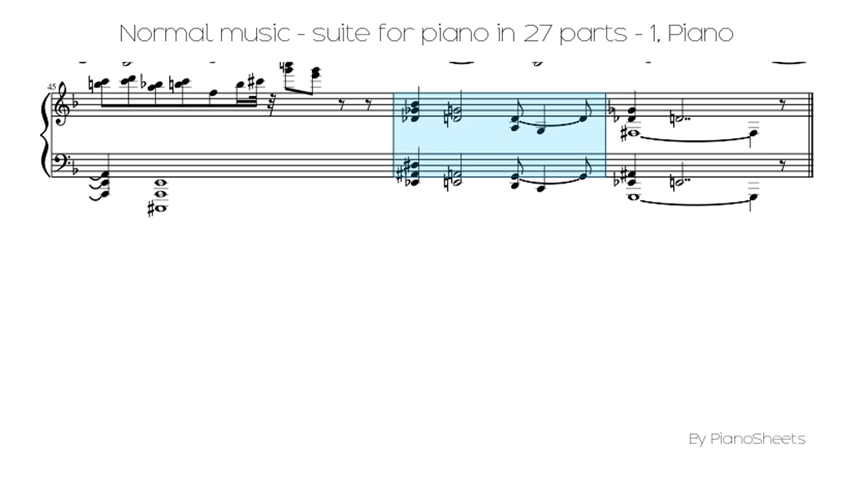 Normal music - suite for piano in 27 parts - 1, Piano
45
By PianoSheets